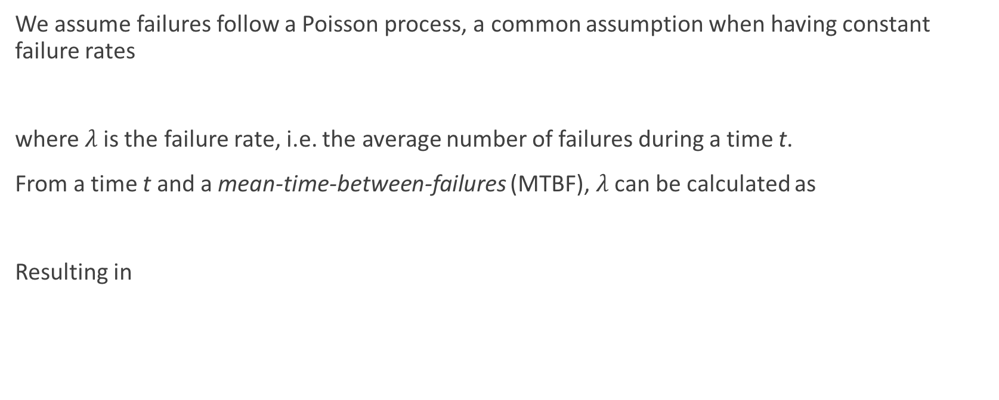 We assume failures follow a Poisson process, a common assumption when having constant
failure rates
where λ is the failure rate, i.e. the average number of failures during a time t.
From a time t and a mean-time-between-failures (MTBF), λ can be calculated as
Resulting in